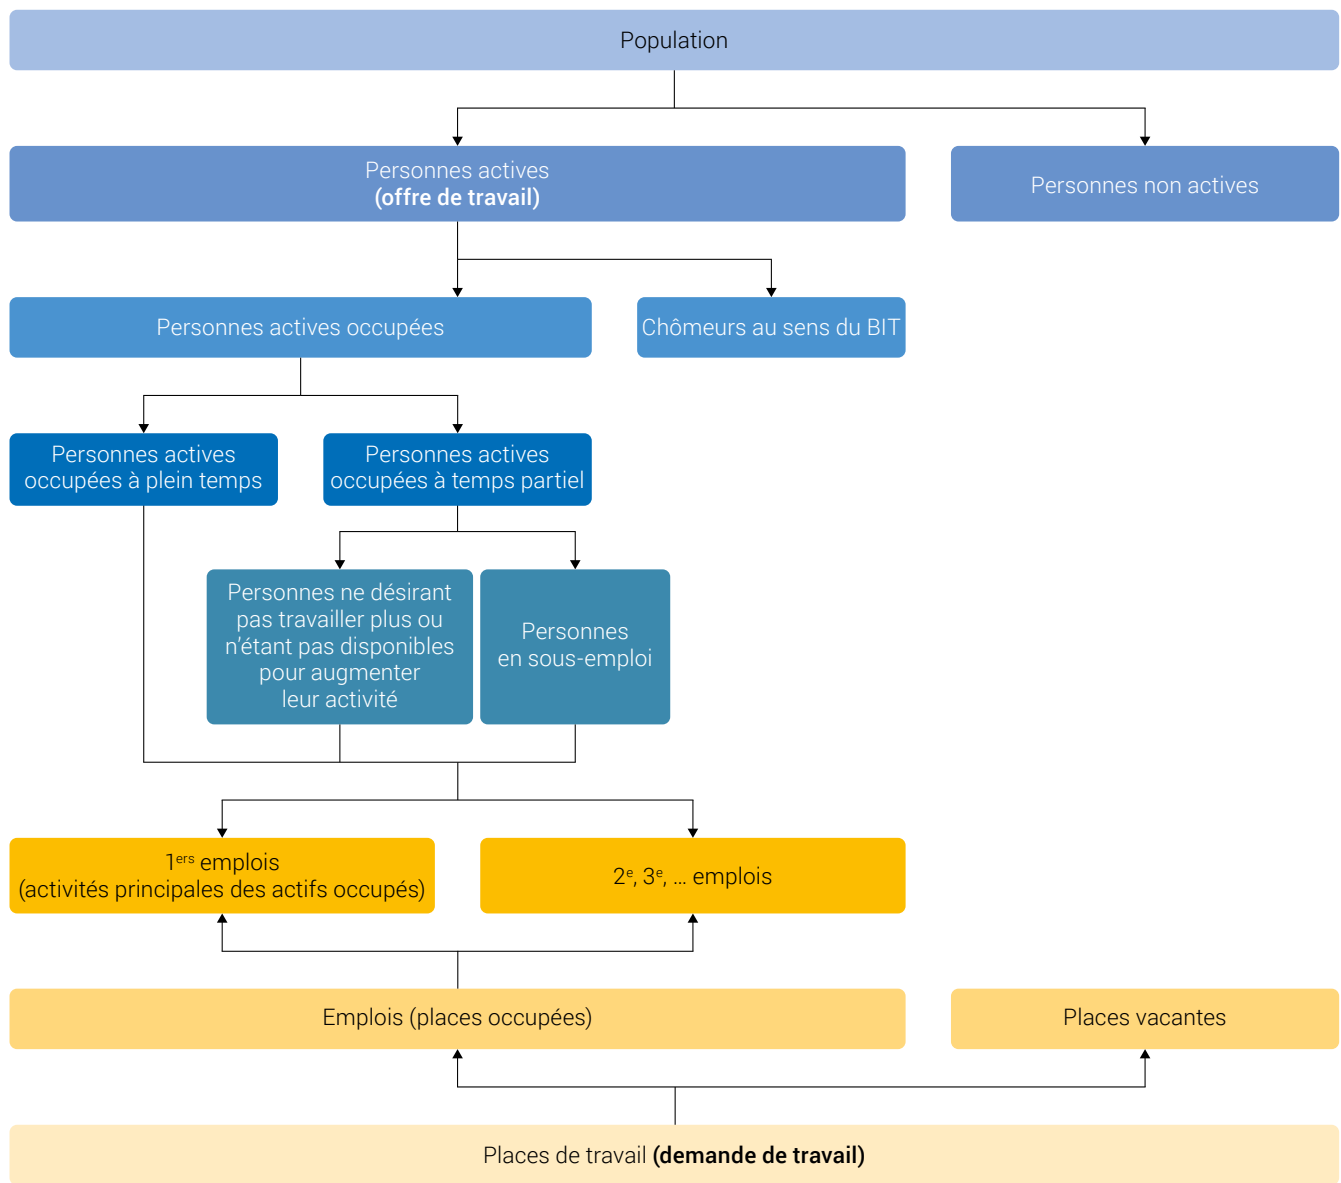 Population
Personnes actives
(offre de travail)
Personnes non actives
Personnes actives occupées
Chômeurs au sens du BIT
Personnes actives
occupées à plein temps
Personnes actives
occupées à temps partiel
Personnes ne désirant
pas travailler plus ou
n’étant pas disponibles
pour augmenter
leur activité
Personnes
en sous-emploi
1ers emplois
(activités principales des actifs occupés)
2e, 3e, ... emplois
Emplois (places occupées)
Places vacantes
Places de travail (demande de travail)